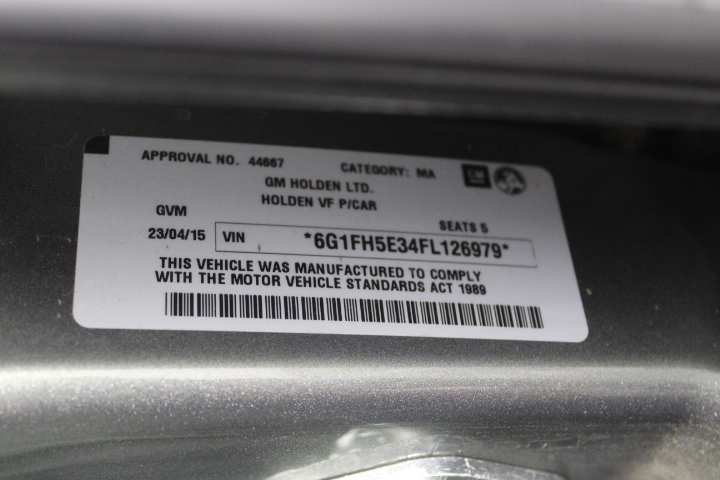 APPROVAL NO. 44667 CATEGORY: MA GM
GM HOLDEN LTD.
HOLDEN VF P/CAR
GVM SEATS 5
23/04/15 VIN *6G1FH5E34FL126979*
THIS VEHICLE WAS MANUFACTURED TO COMPLY
WITH THE MOTOR VEHICLE STANDARDS ACT 1989